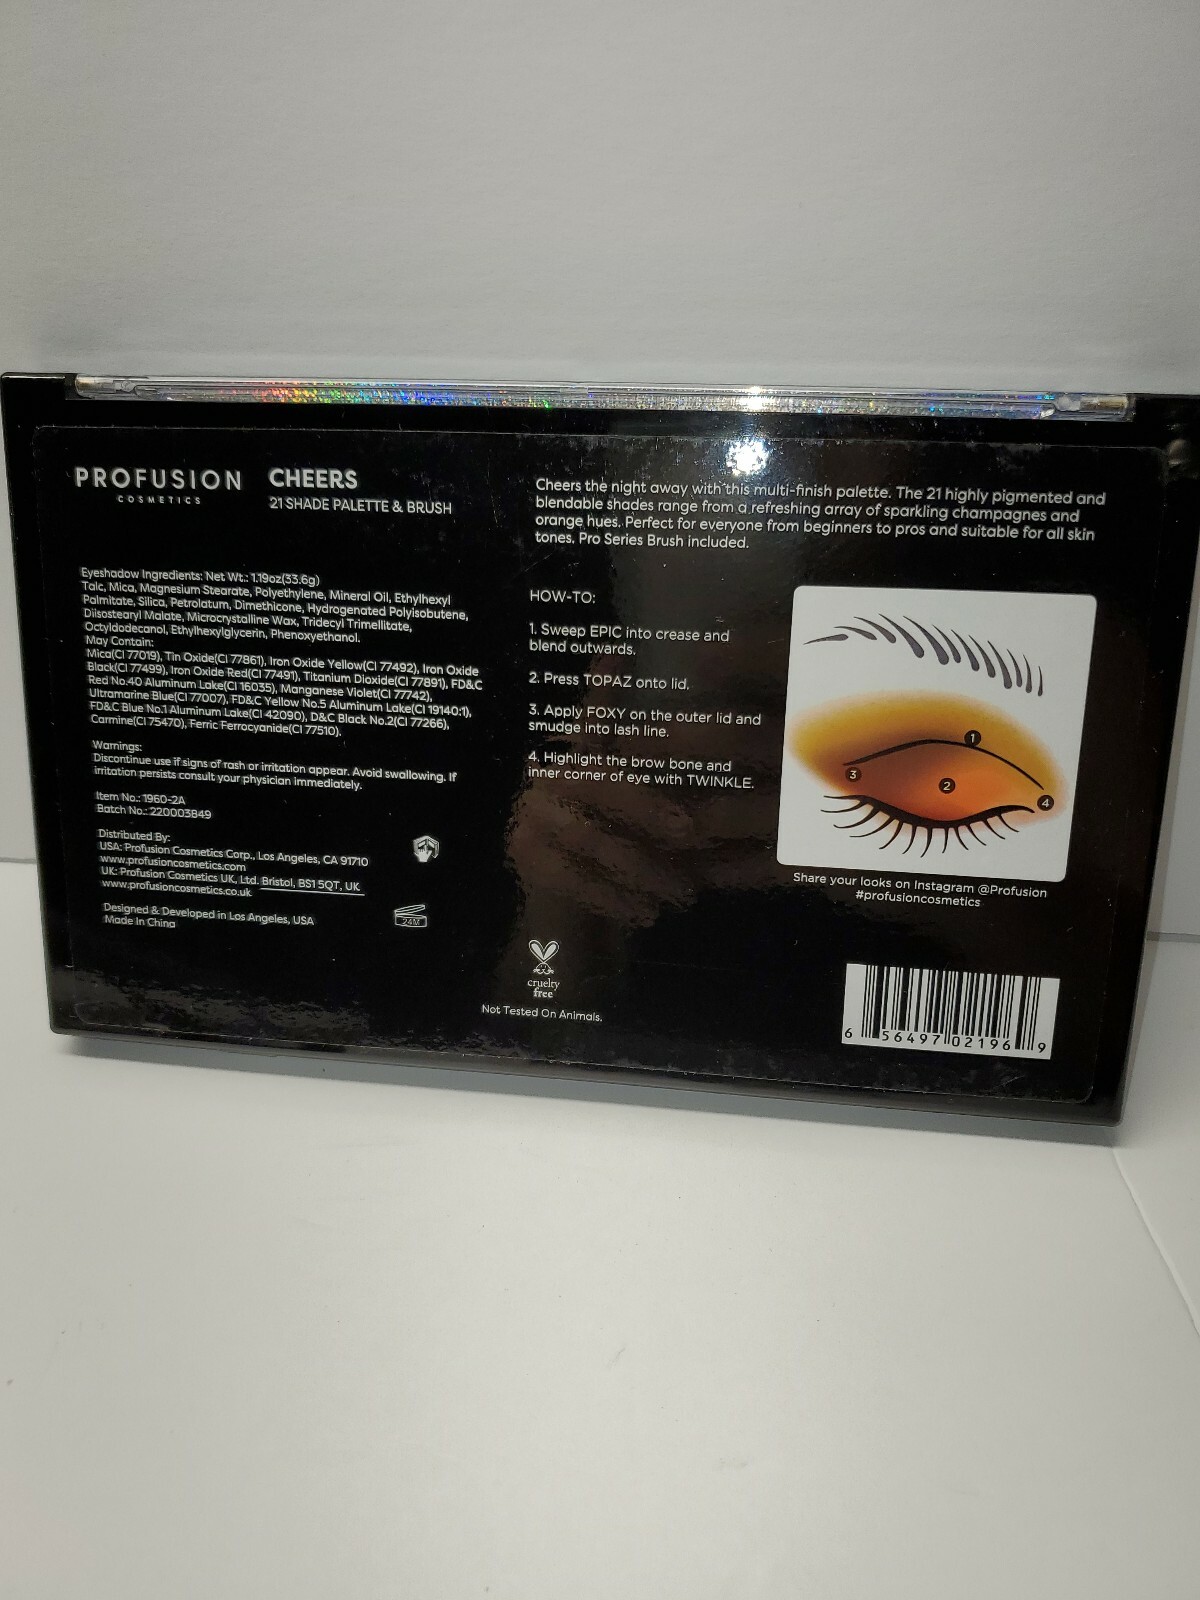 PROFUSION
COSMETICS
CHEERS
21 SHADE PALETTE & BRUSH
Eyeshadow Ingredients: Net Wt.: 1.19oz(33.6g)
Talc, Mica, Magnesium Stearate, Polyethylene, Mineral Oil, Ethylhexyl
Palmitate, Silica, Petrolatum, Dimethicone, Hydrogenated Polyisobutene,
Diisostearyl Malate, Microcrystalline Wax, Tridecyl Trimellitate,
Octyldodecanol, Ethylhexylglycerin, Phenoxyethanol.
May Contain:
Mica(CI 77019), Tin Oxide(CI 77861), Iron Oxide Yellow(CI 77492), Iron Oxide
Black(CI 77499), Iron Oxide Red(CI 77491), Titanium Dioxide(CI 77891), FD&C
Red No.40 Aluminum Lake(CI 16035), Manganese Violet(CI 77742),
Ultramarine Blue(CI 77007), FD&C Yellow No.5 Aluminum Lake(CI 19140:1),
FD&C Blue No.1 Aluminum Lake(CI 42090), D&C Black No.2(CI 77266),
Carmine(CI 75470), Ferric Ferrocyanide(CI 77510).
Warnings:
Discontinue use if signs of rash or irritation appear. Avoid swallowing. If
irritation persists consult your physician immediately.
Item No.: 1960-2A
Batch No.: 220003849
Distributed By:
USA: Profusion Cosmetics Corp., Los Angeles, CA 91710
www.profusioncosmetics.com
UK: Profusion Cosmetics UK, Ltd. Bristol, BS1 5QT, UK
www.profusioncosmetics.co.uk
Designed & Developed in Los Angeles, USA
Made In China
24M
Cheers the night away with this multi-finish palette. The 21 highly pigmented and
blendable shades range from a refreshing array of sparkling champagnes and
orange hues. Perfect for everyone from beginners to pros and suitable for all skin
tones. Pro Series Brush included.
HOW-TO:
1. Sweep EPIC into crease and
blend outwards.
2. Press TOPAZ onto lid.
3. Apply FOXY on the outer lid and
smudge into lash line.
4. Highlight the brow bone and
inner corner of eye with TWINKLE.
1
3
2
4
Share your looks on Instagram @Profusion
#profusioncosmetics
cruelty
free
Not Tested On Animals.
6 56497 02196 9